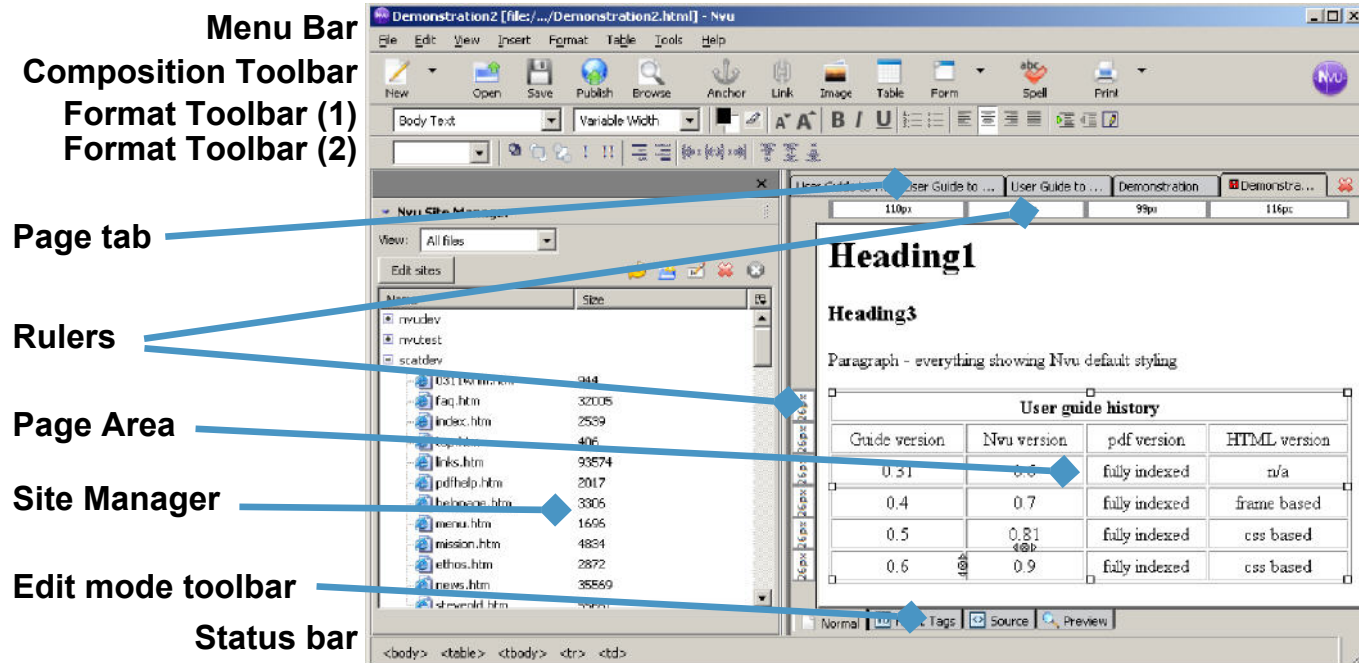 Menu Bar
Composition Toolbar
Format Toolbar (1)
Format Toolbar (2)
Page tab
Rulers
Page Area
Site Manager
Edit mode toolbar
Status bar
Demonstration2 [file:/.../Demonstration2.html] - Nvu
File Edit View Insert Format Table Tools Help
New Open Save Publish Browse Anchor Link Image Table Form Spell Print
Nvu
Body Text Variable Width
Nvu Site Manager
View: All files
Edit sites
Name Size
nvudev
nvutest
scatdev
944
faq.htm 32005
index.htm 2539
406
links.htm 93574
pdfhelp.htm 2017
helppage.htm 3306
menu.htm 1696
mission.htm 4834
ethos.htm 2872
news.htm 35569
User Guide to ... User Guide to ... Demonstration Demonstra...
110px 99px 116px
Heading1
Heading3
Paragraph - everything showing Nvu default styling
User guide history
Guide version Nvu version pdf version HTML version
0.31 fully indexed n/a
0.4 0.7 fully indexed frame based
0.5 0.81 fully indexed css based
0.6 0.9 fully indexed css based
26px
26px
26px
26px
Normal Tags Source Preview
<body> <table> <tbody> <tr> <td>